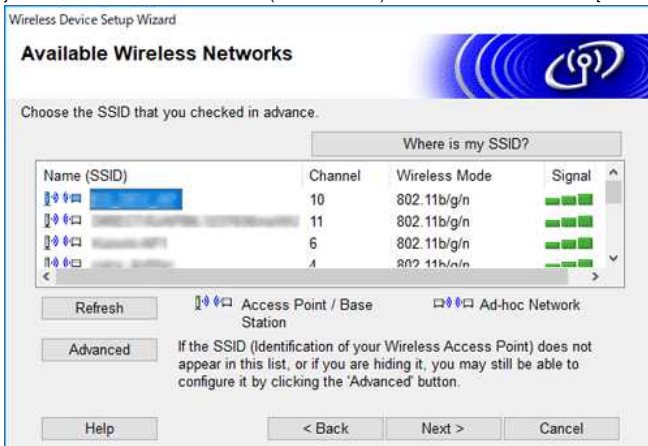 Wireless Device Setup Wizard
Available Wireless Networks
Choose the SSID that you checked in advance.
Where is my SSID?
Name (SSID) Channel Wireless Mode Signal
10 802.11b/g/n
11 802.11b/g/n
6 802.11b/g/n
4 802.11b/g/n
Refresh
Access Point / Base
Station
Ad-hoc Network
Advanced
If the SSID (Identification of your Wireless Access Point) does not
appear in this list, or if you are hiding it, you may still be able to
configure it by clicking the 'Advanced' button.
Help < Back Next > Cancel